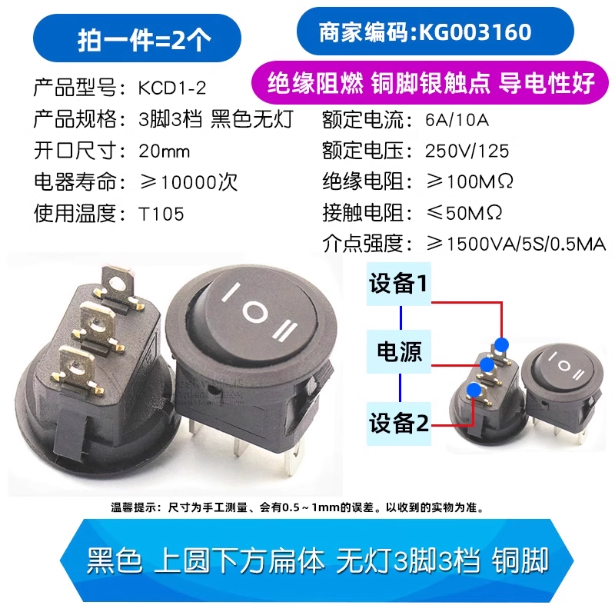 拍一件=2个
商家编码:KG003160
绝缘阻燃 铜脚银触点 导电性好
产品型号: KCD1-2
产品规格: 3脚3档 黑色无灯
开口尺寸: 20mm
电器寿命: ≥10000次
使用温度: T105
额定电流: 6A/10A
额定电压: 250V/125
绝缘电阻: ≥100MΩ
接触电阻: ≤50MΩ
介点强度: ≥1500VA/5S/0.5MA
I O II
设备1
电源
设备2
I O II
温馨提示: 尺寸为手工测量、会有0.5~1mm的误差。以收到的实物为准。
黑色 上圆下方扁体 无灯3脚3档 铜脚